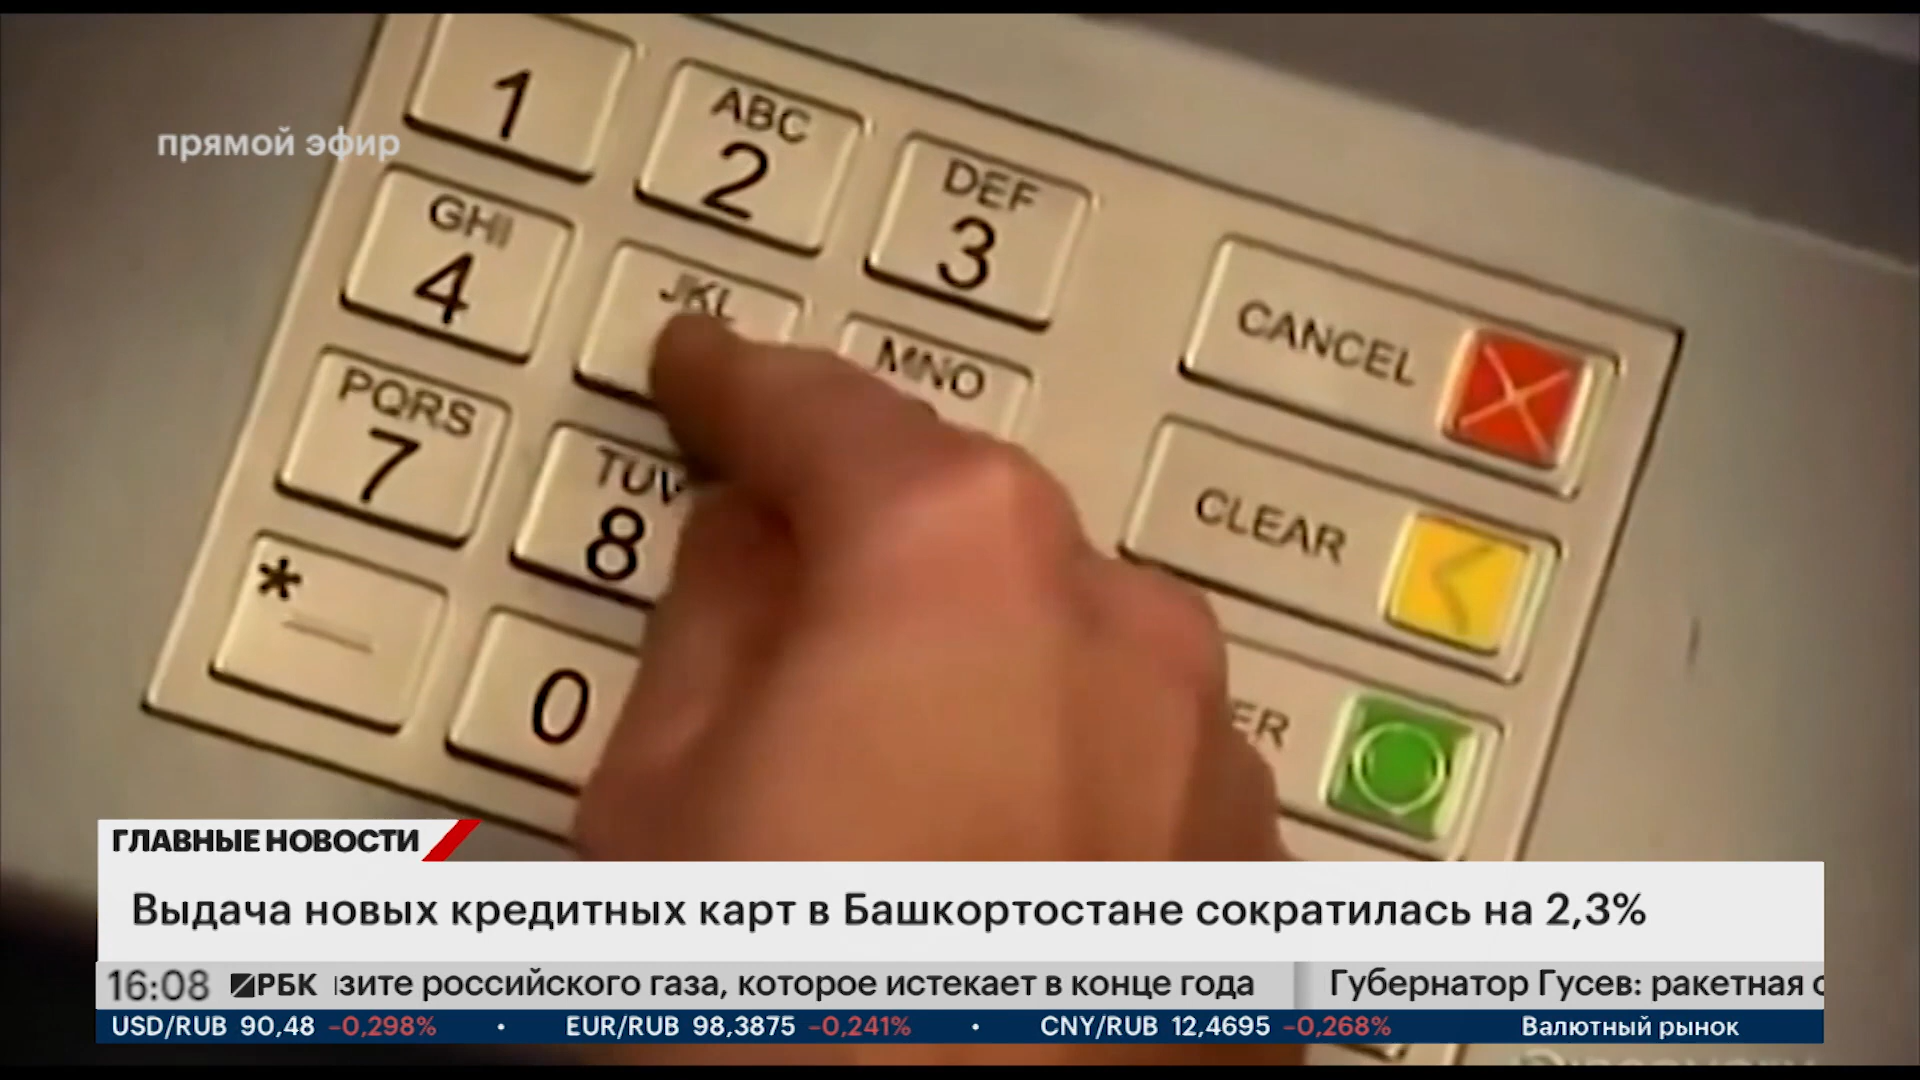 прямой эфир
1
ABC
2
DEF
3
GHI
4
JKL
MNO
PQRS
7
TUV
8
*
0
CANCEL
CLEAR
ER
ГЛАВНЫЕ НОВОСТИ
Выдача новых кредитных карт в Башкортостане сократилась на 2,3%
16:08 РБК зите российского газа, которое истекает в конце года Губернатор Гусев: ракетная
USD/RUB 90,48 -0,298% • EUR/RUB 98,3875 -0,241% • CNY/RUB 12,4695 -0,268% Валютный рынок